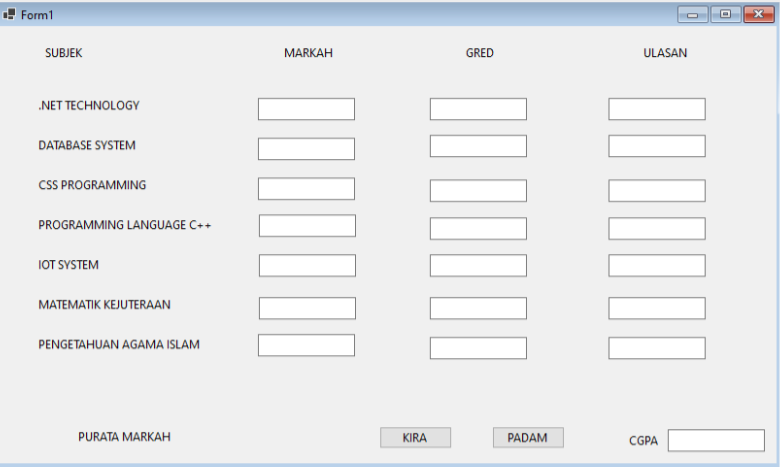 Form1
SUBJEK MARKAH GRED ULASAN
.NET TECHNOLOGY
DATABASE SYSTEM
CSS PROGRAMMING
PROGRAMMING LANGUAGE C++
IOT SYSTEM
MATEMATIK KEJUTERAAN
PENGETAHUAN AGAMA ISLAM
PURATA MARKAH KIRA PADAM CGPA